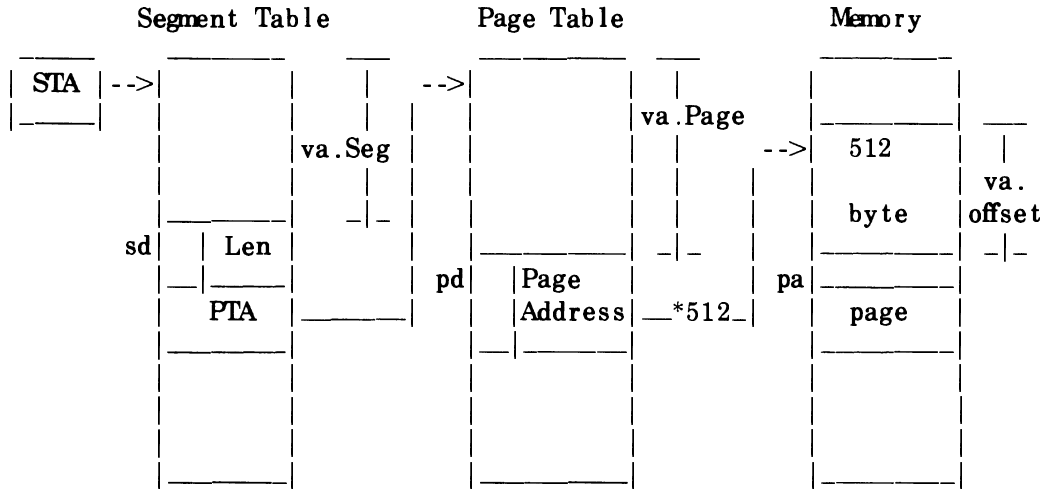 Segment Table Page Table Memory
STA -->| -->|
va.Page
va.Seg --> 512
va.
byte offset
sd Len
pd Page pa
PTA Address *512 page